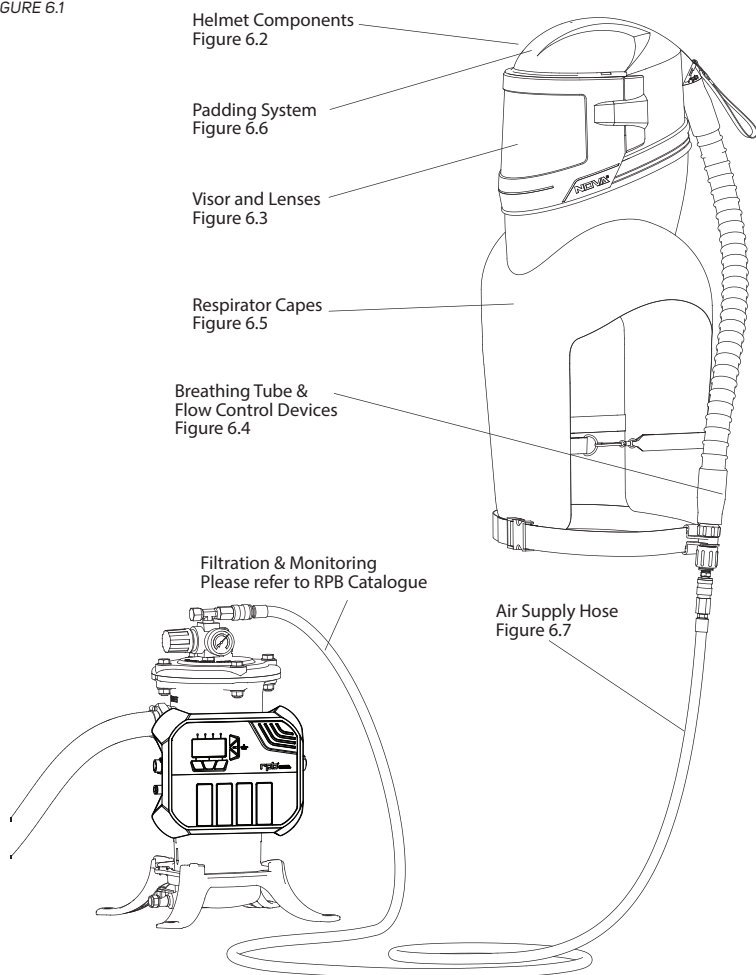 GURE 6.1
Helmet Components
Figure 6.2
Padding System
Figure 6.6
Visor and Lenses
Figure 6.3
Respirator Capes
Figure 6.5
Breathing Tube &
Flow Control Devices
Figure 6.4
Filtration & Monitoring
Please refer to RPB Catalogue
Air Supply Hose
Figure 6.7
NOVA
rpb